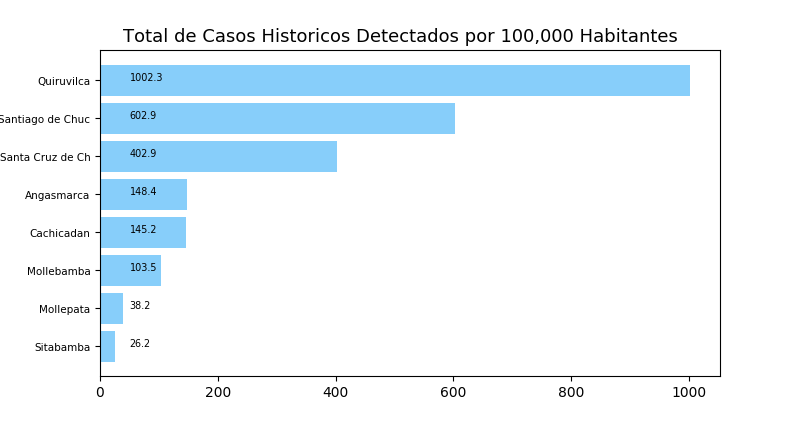 Total de Casos Historicos Detectados por 100,000 Habitantes
Quiruvilca 1002.3
Santiago de Chuc 602.9
Santa Cruz de Ch 402.9
Angasmarca 148.4
Cachicadan 145.2
Mollebamba 103.5
Mollepata 38.2
Sitabamba 26.2
0 200 400 600 800 1000